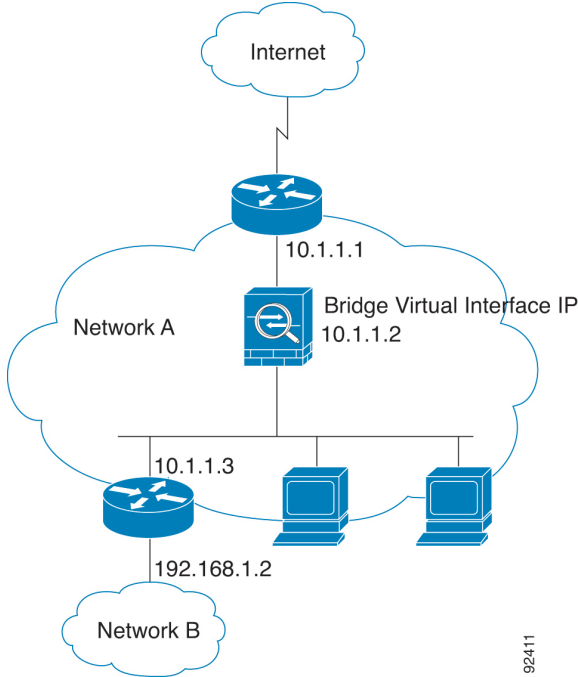 Internet
10.1.1.1
Bridge Virtual Interface IP
10.1.1.2
Network A
10.1.1.3
192.168.1.2
Network B
92411